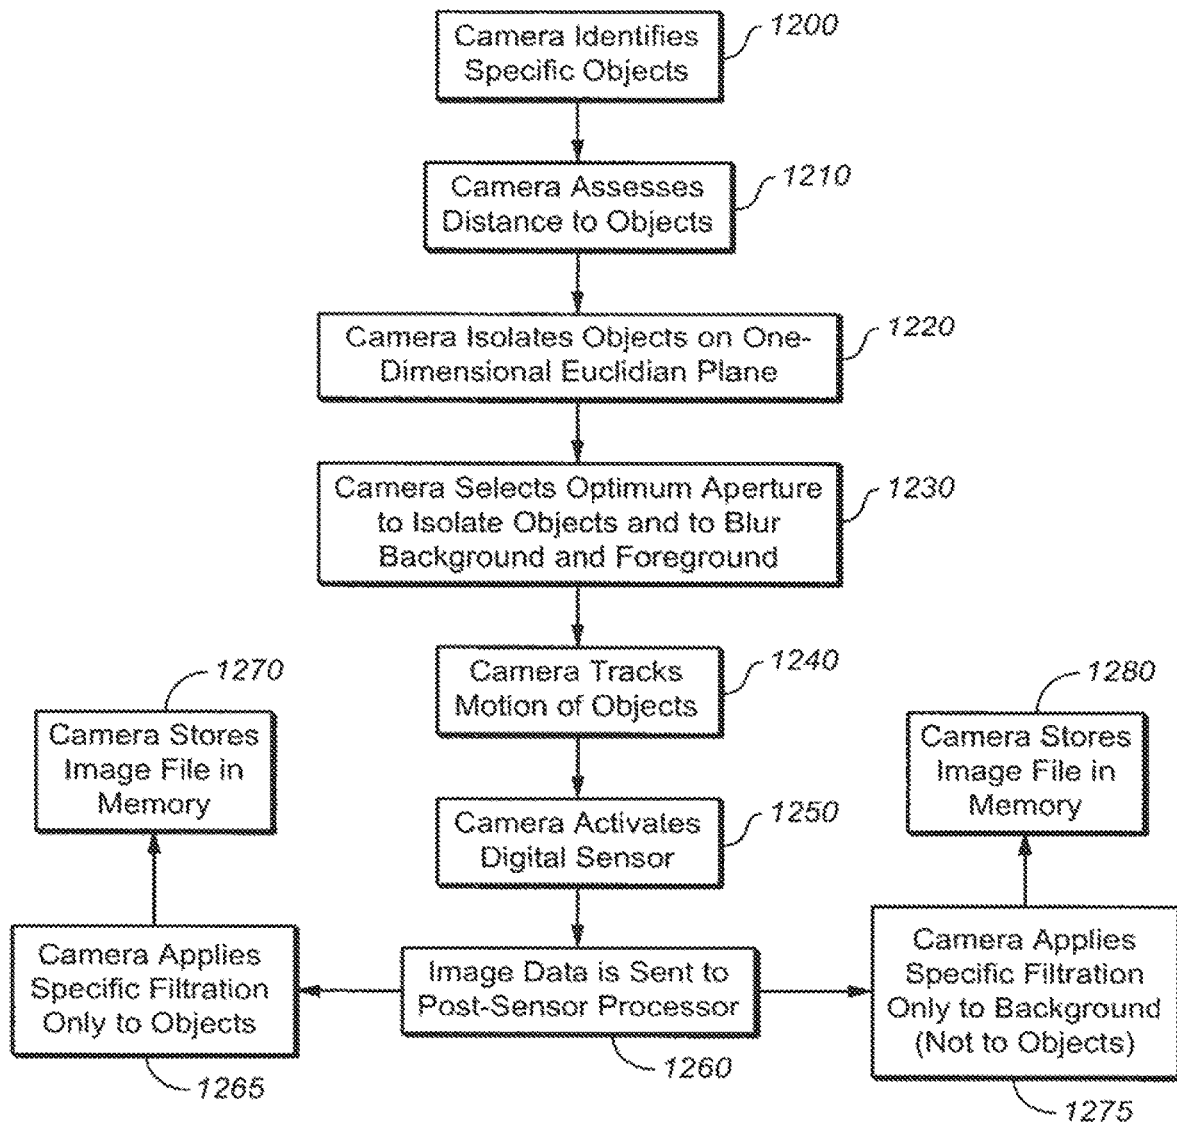 Camera Identifies
Specific Objects
1200
Camera Assesses
Distance to Objects
1210
Camera Isolates Objects on One-
Dimensional Euclidian Plane
1220
Camera Selects Optimum Aperture
to Isolate Objects and to Blur
Background and Foreground
1230
Camera Tracks
Motion of Objects
1240
Camera Activates
Digital Sensor
1250
Image Data is Sent to
Post-Sensor Processor
1260
Camera Applies
Specific Filtration
Only to Objects
1265
Camera Stores
Image File in
Memory
1270
Camera Applies
Specific Filtration
Only to Background
(Not to Objects)
1275
Camera Stores
Image File in
Memory
1280